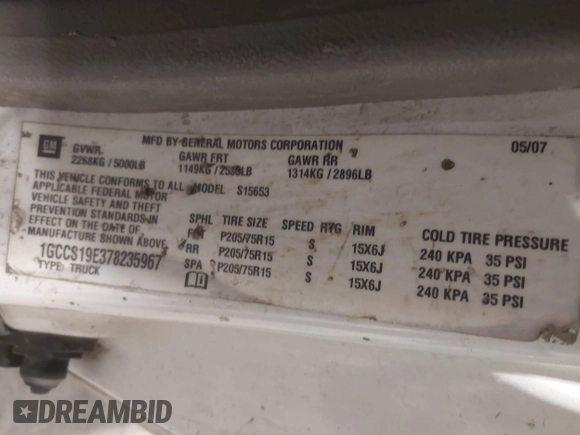 MFD BY GENERAL MOTORS CORPORATION 05/07
GM GVWR GAWR FRT GAWR RR
2268KG / 5000LB 1149KG / 2533LB 1314KG / 2896LB
THIS VEHICLE CONFORMS TO ALL MODEL S15653
APPLICABLE FEDERAL MOTOR
VEHICLE SAFETY AND THEFT
PREVENTION STANDARDS IN
EFFECT ON THE DATE OF
MANUFACTURE SHOWN ABOVE.
1GCCS19E378235967
TYPE: TRUCK
SPHL TIRE SIZE SPEED RTG RIM COLD TIRE PRESSURE
FRT P205/75R15 S 15X6J 240 KPA 35 PSI
RR P205/75R15 S 15X6J 240 KPA 35 PSI
SPA P205/75R15 S 15X6J 240 KPA 35 PSI
DREAMBID